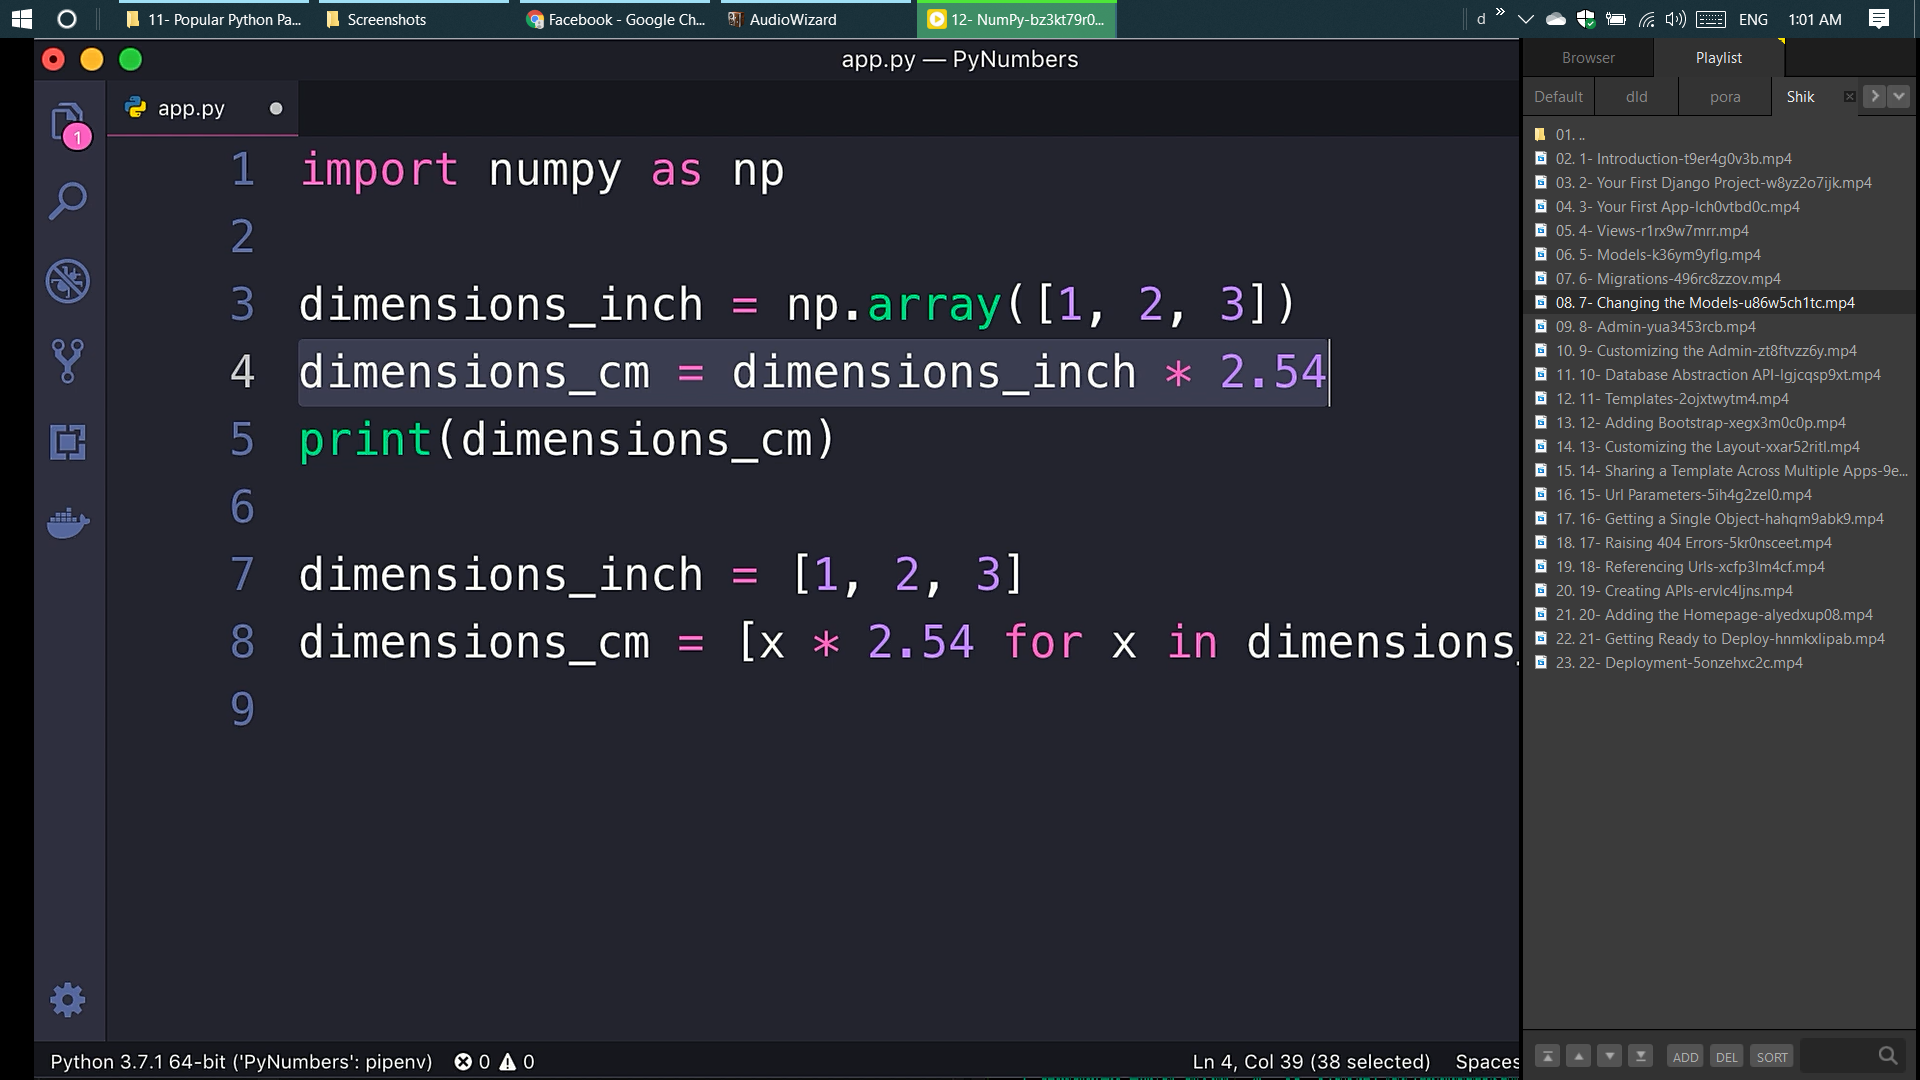 11- Popular Python Pa...
Screenshots
Facebook - Google Ch...
AudioWizard
12- NumPy-bz3kt79r0...
d
ENG
1:01 AM
app.py — PyNumbers
Browser
Playlist
1
app.py
Default
dld
pora
Shik
1 import numpy as np
2
3 dimensions_inch = np.array([1, 2, 3])
4 dimensions_cm = dimensions_inch * 2.54
5 print(dimensions_cm)
6
7 dimensions_inch = [1, 2, 3]
8 dimensions_cm = [x * 2.54 for x in dimensions_
9
01. ..
02. 1- Introduction-t9er4g0v3b.mp4
03. 2- Your First Django Project-w8yz2o7ijk.mp4
04. 3- Your First App-lch0vtbd0c.mp4
05. 4- Views-r1rx9w7mrr.mp4
06. 5- Models-k36ym9yflg.mp4
07. 6- Migrations-496rc8zzov.mp4
08. 7- Changing the Models-u86w5ch1tc.mp4
09. 8- Admin-yua3453rcb.mp4
10. 9- Customizing the Admin-zt8ftvzz6y.mp4
11. 10- Database Abstraction API-lgjcqsp9xt.mp4
12. 11- Templates-2ojxtwytm4.mp4
13. 12- Adding Bootstrap-xegx3m0c0p.mp4
14. 13- Customizing the Layout-xxar52ritl.mp4
15. 14- Sharing a Template Across Multiple Apps-9e...
16. 15- Url Parameters-5ih4g2zel0.mp4
17. 16- Getting a Single Object-hahqm9abk9.mp4
18. 17- Raising 404 Errors-5kr0nsceet.mp4
19. 18- Referencing Urls-xcfp3lm4cf.mp4
20. 19- Creating APIs-ervlc4ljns.mp4
21. 20- Adding the Homepage-alyedxup08.mp4
22. 21- Getting Ready to Deploy-hnmkxlipab.mp4
23. 22- Deployment-5onzehxc2c.mp4
Python 3.7.1 64-bit ('PyNumbers': pipenv)
0
0
Ln 4, Col 39 (38 selected)
Spaces
ADD
DEL
SORT